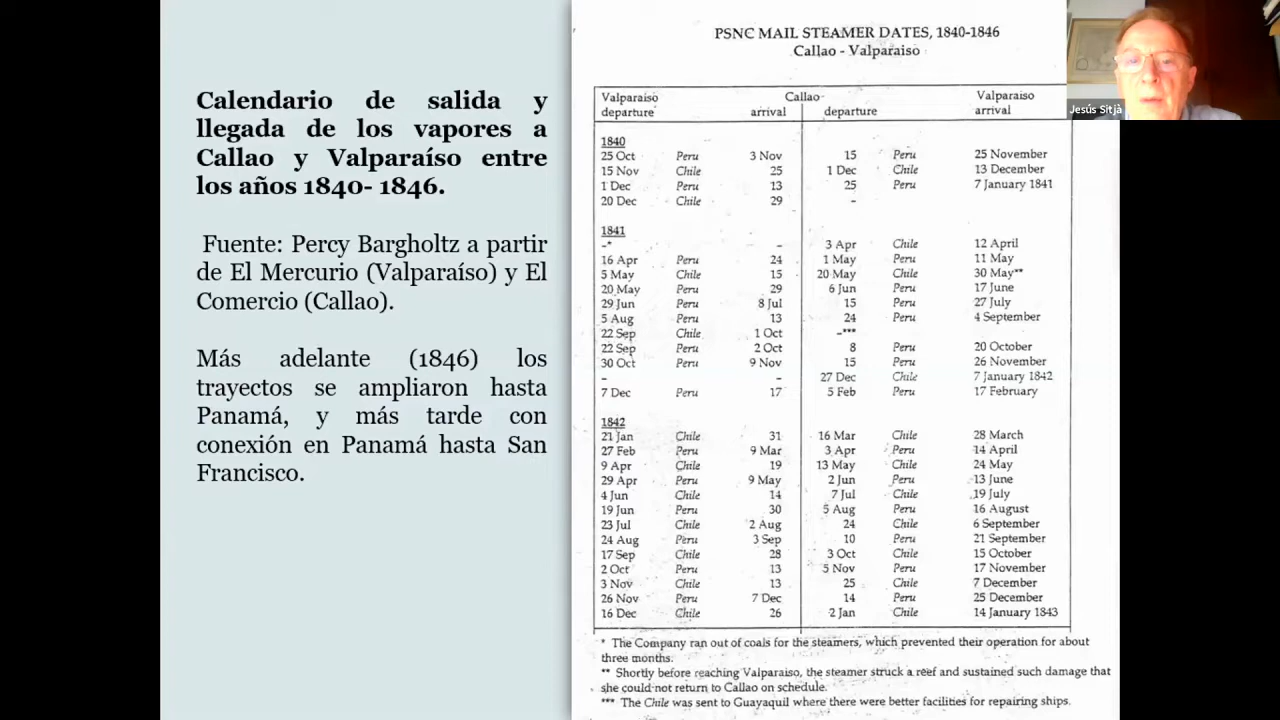 Calendario de salida y
llegada de los vapores a
Callao y Valparaíso entre
los años 1840- 1846.
Fuente: Percy Bargholtz a partir
de El Mercurio (Valparaíso) y El
Comercio (Callao).
Más adelante (1846) los
trayectos se ampliaron hasta
Panamá, y más tarde con
conexión en Panamá hasta San
Francisco.
PSNC MAIL STEAMER DATES, 1840-1846
Callao - Valparaiso
Valparaiso Callao Valparaiso
departure arrival departure arrival
1840
25 Oct Peru 3 Nov 15 Peru 25 November
15 Nov Chile 25 1 Dec Chile 13 December
1 Dec Peru 13 25 Peru 7 January 1841
20 Dec Chile 29 -
1841
-* - 3 Apr Chile 12 April
16 Apr Peru 24 1 May Peru 11 May
5 May Chile 15 20 May Chile 30 May**
20 May Peru 29 6 Jun Peru 17 June
29 Jun Peru 8 Jul 15 Peru 27 July
5 Aug Peru 13 24 Peru 4 September
22 Sep Chile 1 Oct -***
22 Sep Peru 2 Oct 8 Peru 20 October
30 Oct Peru 9 Nov 15 Peru 26 November
- - 27 Dec Chile 7 January 1842
7 Dec Peru 17 5 Feb Peru 17 February
1842
21 Jan Chile 31 16 Mar Chile 28 March
27 Feb Peru 9 Mar 3 Apr Peru 14 April
9 Apr Chile 19 13 May Chile 24 May
29 Apr Peru 9 May 2 Jun Peru 13 June
4 Jun Chile 14 7 Jul Chile 19 July
19 Jun Peru 30 5 Aug Peru 16 August
23 Jul Chile 2 Aug 24 Chile 6 September
24 Aug Peru 3 Sep 10 Peru 21 September
17 Sep Chile 28 3 Oct Chile 15 October
2 Oct Peru 13 5 Nov Peru 17 November
3 Nov Chile 13 25 Chile 7 December
26 Nov Peru 7 Dec 14 Peru 25 December
16 Dec Chile 26 2 Jan Chile 14 January 1843
* The Company ran out of coals for the steamers, which prevented their operation for about
three months.
** Shortly before reaching Valparaiso, the steamer struck a reef and sustained such damage that
she could not return to Callao on schedule.
*** The Chile was sent to Guayaquil where there were better facilities for repairing ships.
Jesús Sitjà